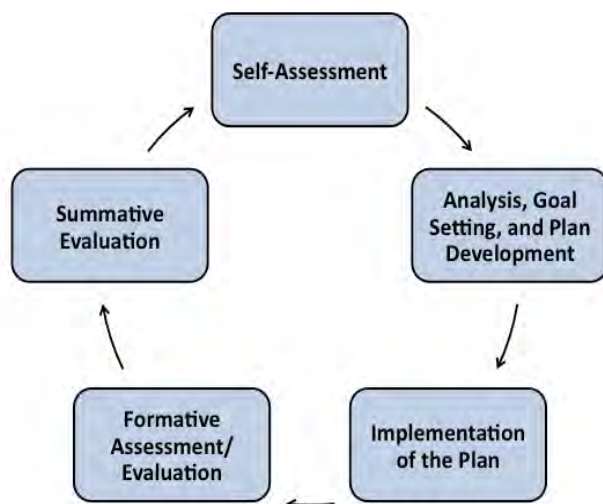 Self-Assessment
Analysis, Goal
Setting, and Plan
Development
Implementation
of the Plan
Formative
Assessment/
Evaluation
Summative
Evaluation